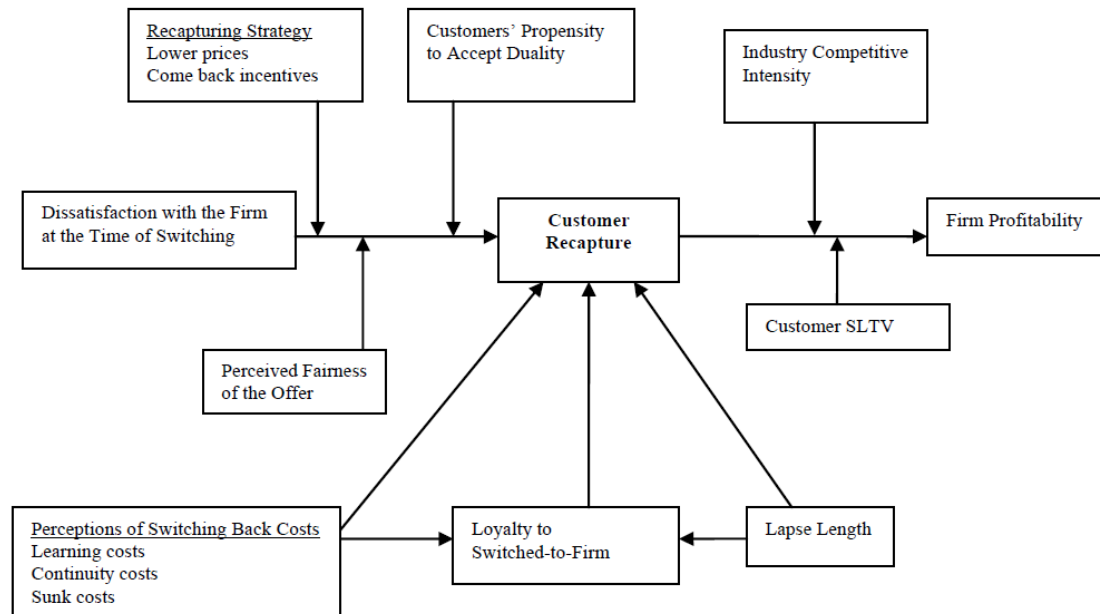 Recapturing Strategy
Lower prices
Come back incentives
Customers' Propensity
to Accept Duality
Industry Competitive
Intensity
Dissatisfaction with the Firm
at the Time of Switching
Customer
Recapture
Firm Profitability
Perceived Fairness
of the Offer
Customer SLTV
Perceptions of Switching Back Costs
Learning costs
Continuity costs
Sunk costs
Loyalty to
Switched-to-Firm
Lapse Length